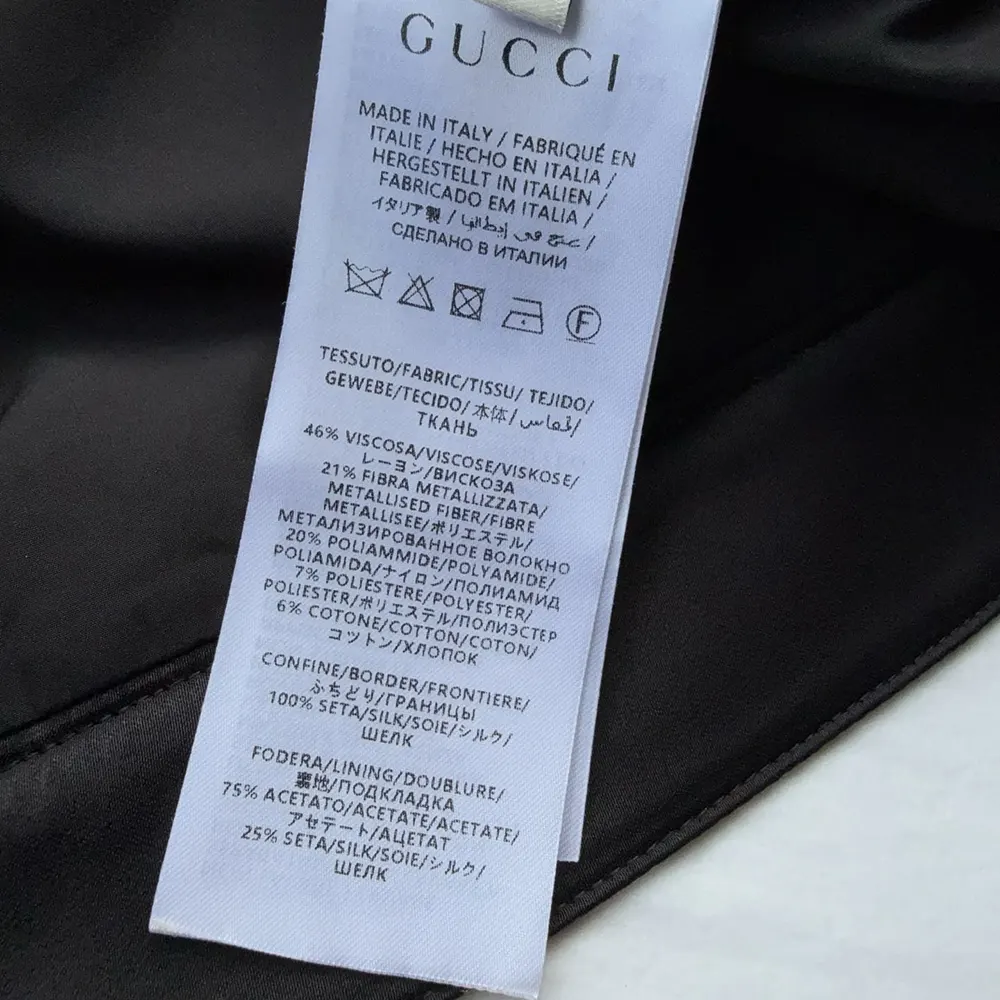 GUCCI
MADE IN ITALY / FABRIQUÉ EN
ITALIE / HECHO EN ITALIA /
HERGESTELLT IN ITALIEN /
FABRICADO EM ITALIA /
イタリア製 / صنع في إيطاليا /
СДЕЛАНО В ИТАЛИИ
F
TESSUTO/FABRIC/TISSU/ TEJIDO/
GEWEBE/TECIDO/ 本体/قماش/
ТКАНЬ
46% VISCOSA/VISCOSE/VISKOSE/
レーヨン/ВИСКОЗА
21% FIBRA METALLIZZATA/
METALLISED FIBER/FIBRE
METALLISEE/ポリエステル/
МЕТАЛИЗИРОВАННОЕ ВОЛОКНО
20% POLIAMMIDE/POLYAMIDE/
POLIAMIDA/ナイロン/ПОЛИАМИД
7% POLIESTERE/POLYESTER/
POLIESTER/ポリエステル/ПОЛИЭСТЕР
6% COTONE/COTTON/COTON/
コットン/ХЛОПОК
CONFINE/BORDER/FRONTIERE/
ふちどり/ГРАНИЦЫ
100% SETA/SILK/SOIE/シルク/
ШЕЛК
FODERA/LINING/DOUBLURE/
裏地/ПОДКЛАДКА
75% ACETATO/ACETATE/ACETATE/
アセテート/АЦЕТАТ
25% SETA/SILK/SOIE/シルク/
ШЕЛК